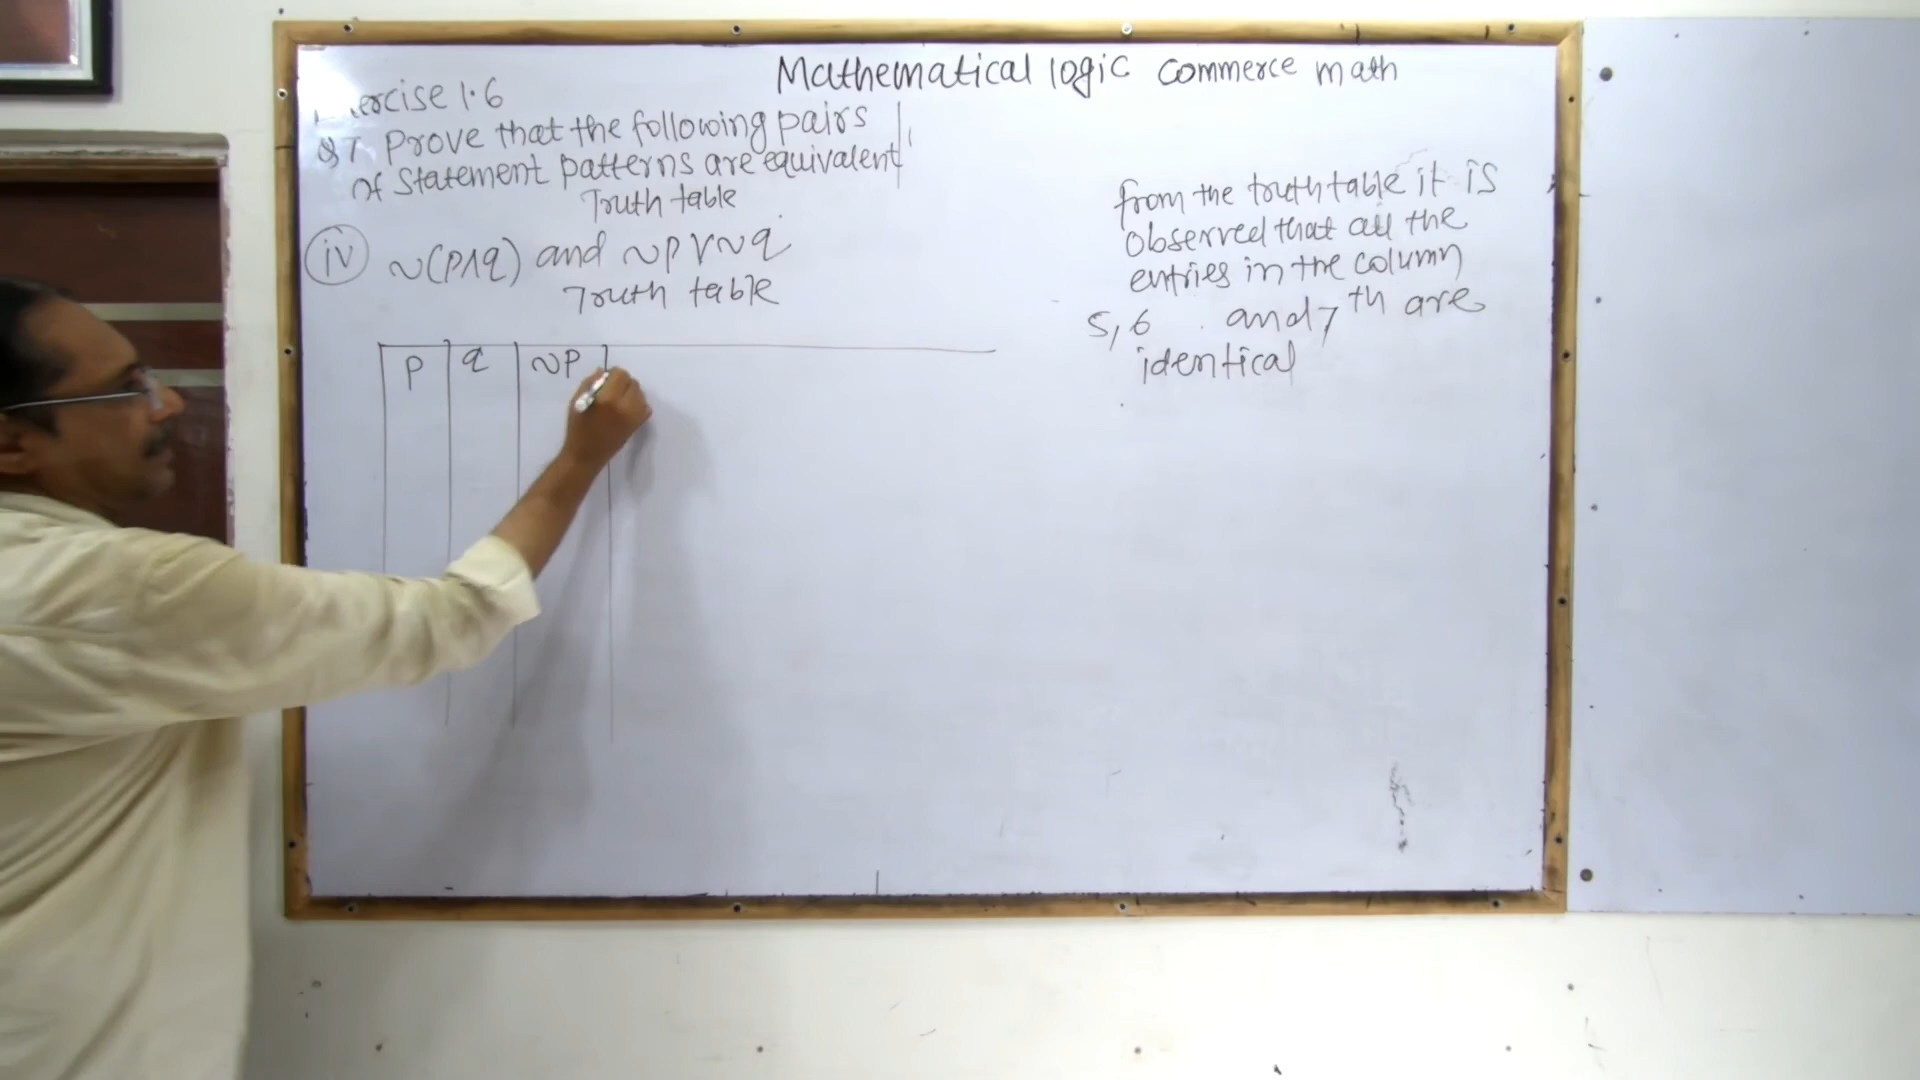 Mathematical logic commerce math
ercise 1.6
Q7 Prove that the following pairs
of Statement patterns are equivalent
Truth table
iv ~(p∧q) and ~p∨~q
Truth table
P q ~P
from the truth table it is
observed that all the
entries in the column
5, 6 and 7th are
identical